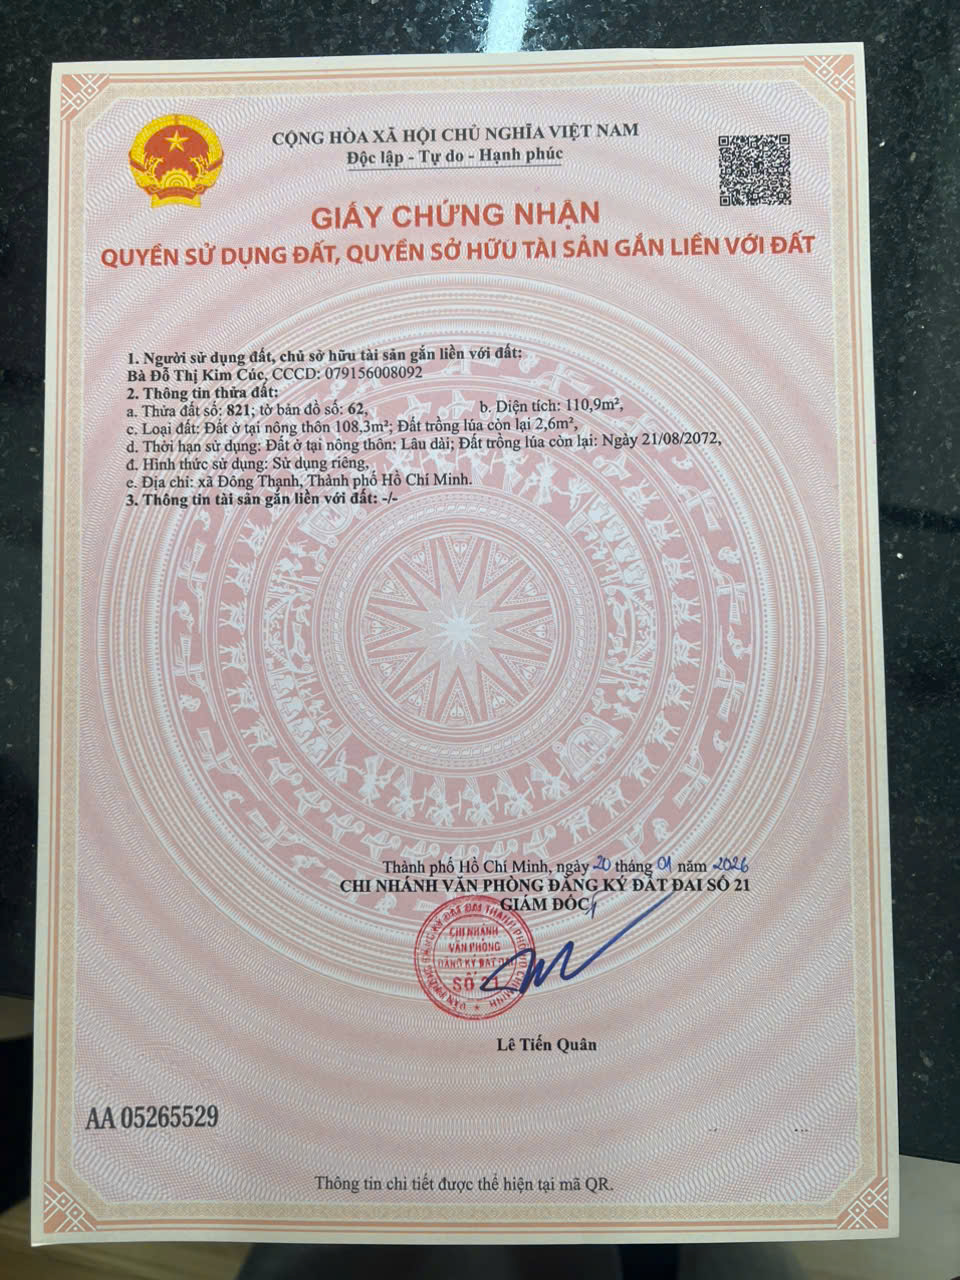 CỘNG HÒA XÃ HỘI CHỦ NGHĨA VIỆT NAM
Độc lập - Tự do - Hạnh phúc
GIẤY CHỨNG NHẬN
QUYỀN SỬ DỤNG ĐẤT, QUYỀN SỞ HỮU TÀI SẢN GẮN LIỀN VỚI ĐẤT
1. Người sử dụng đất, chủ sở hữu tài sản gắn liền với đất:
Bà Đỗ Thị Kim Cúc, CCCD: 079156008092
2. Thông tin thửa đất:
a. Thửa đất số: 821; tờ bản đồ số: 62, b. Diện tích: 110,9m²,
c. Loại đất: Đất ở tại nông thôn 108,3m²; Đất trồng lúa còn lại 2,6m²,
d. Thời hạn sử dụng: Đất ở tại nông thôn: Lâu dài; Đất trồng lúa còn lại: Ngày 21/08/2072,
đ. Hình thức sử dụng: Sử dụng riêng,
e. Địa chỉ: xã Đông Thạnh, Thành phố Hồ Chí Minh.
3. Thông tin tài sản gắn liền với đất: -/-
Thành phố Hồ Chí Minh, ngày 20 tháng 01 năm 2026
CHI NHÁNH VĂN PHÒNG ĐĂNG KÝ ĐẤT ĐAI SỐ 21
GIÁM ĐỐC
CHI NHÁNH
VĂN PHÒNG
ĐĂNG KÝ ĐẤT ĐAI
SỐ 21
Lê Tiến Quân
AA 05265529
Thông tin chi tiết được thể hiện tại mã QR.